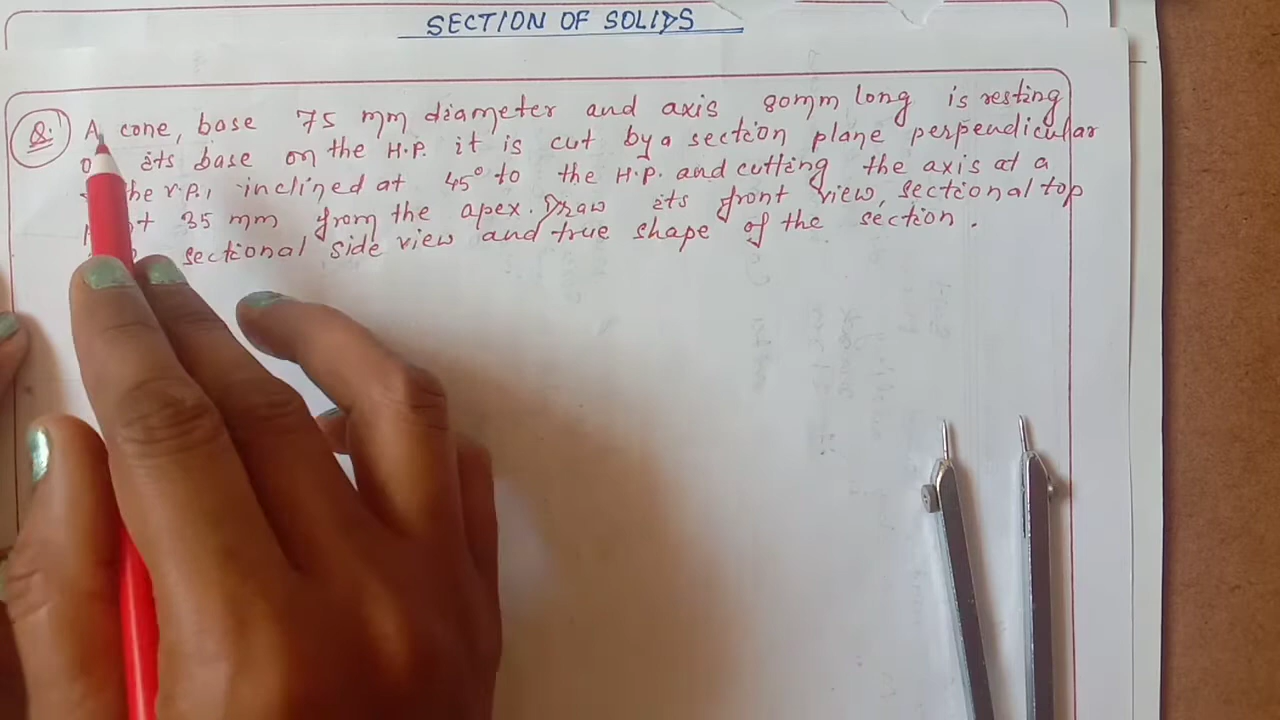 SECTION OF SOLIDS
Q. A cone, base 75 mm diameter and axis 80mm long is resting
its base on the H.P. it is cut by a section plane perpendicular
the V.P., inclined at 45° to the H.P. and cutting the axis at a
35 mm from the apex. Draw its front view, sectional top
sectional side view and true shape of the section.